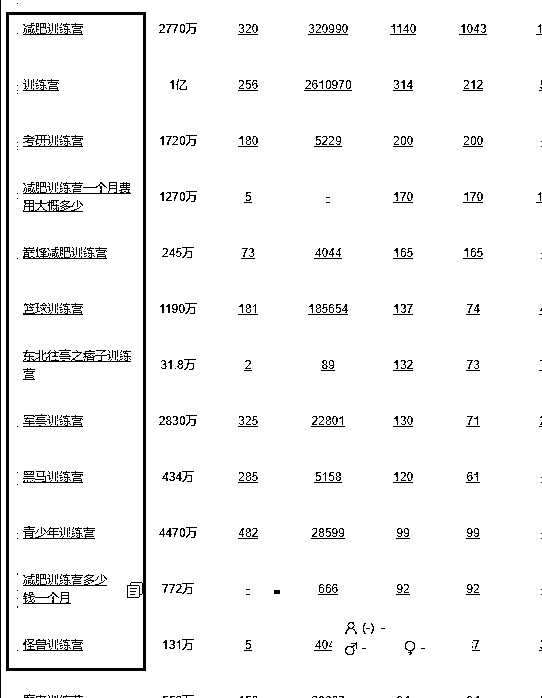 减肥训练营 2770万 320 320990 1140 1043
训练营 1亿 256 2610970 314 212
考研训练营 1720万 180 5229 200 200 -
减肥训练营一个月费
用大概多少 1270万 5 - 170 170
巅峰减肥训练营 245万 73 4044 165 165 -
篮球训练营 1190万 181 185654 137 74
东北往事之痞子训练
营 31.8万 2 89 132 73
军事训练营 2830万 325 22801 130 71
黑马训练营 434万 285 5158 120 61 -
青少年训练营 4470万 482 28599 99 99 -
减肥训练营多少
钱一个月 772万 - 666 92 92 -
(-) -
怪兽训练营 131万 5 404 ♂ - ♀ - 7